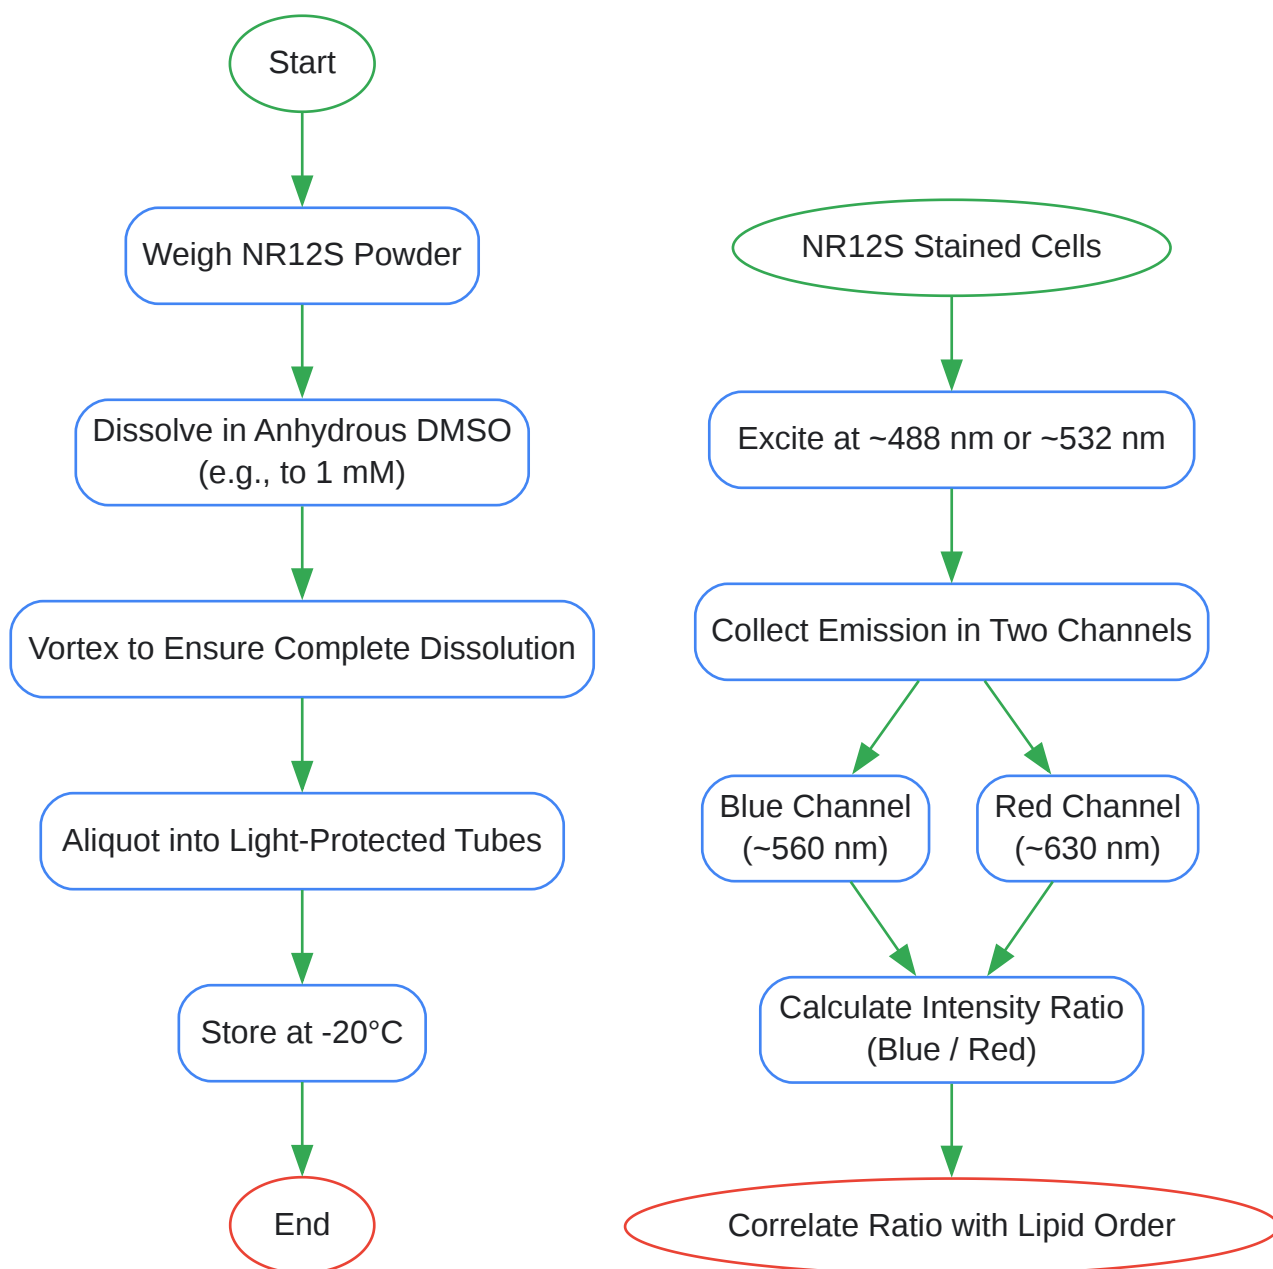 Start
Weigh NR12S Powder
Dissolve in Anhydrous DMSO
(e.g., to 1 mM)
Vortex to Ensure Complete Dissolution
Aliquot into Light-Protected Tubes
Store at -20°C
End
NR12S Stained Cells
Excite at ~488 nm or ~532 nm
Collect Emission in Two Channels
Blue Channel
(~560 nm)
Red Channel
(~630 nm)
Calculate Intensity Ratio
(Blue / Red)
Correlate Ratio with Lipid Order